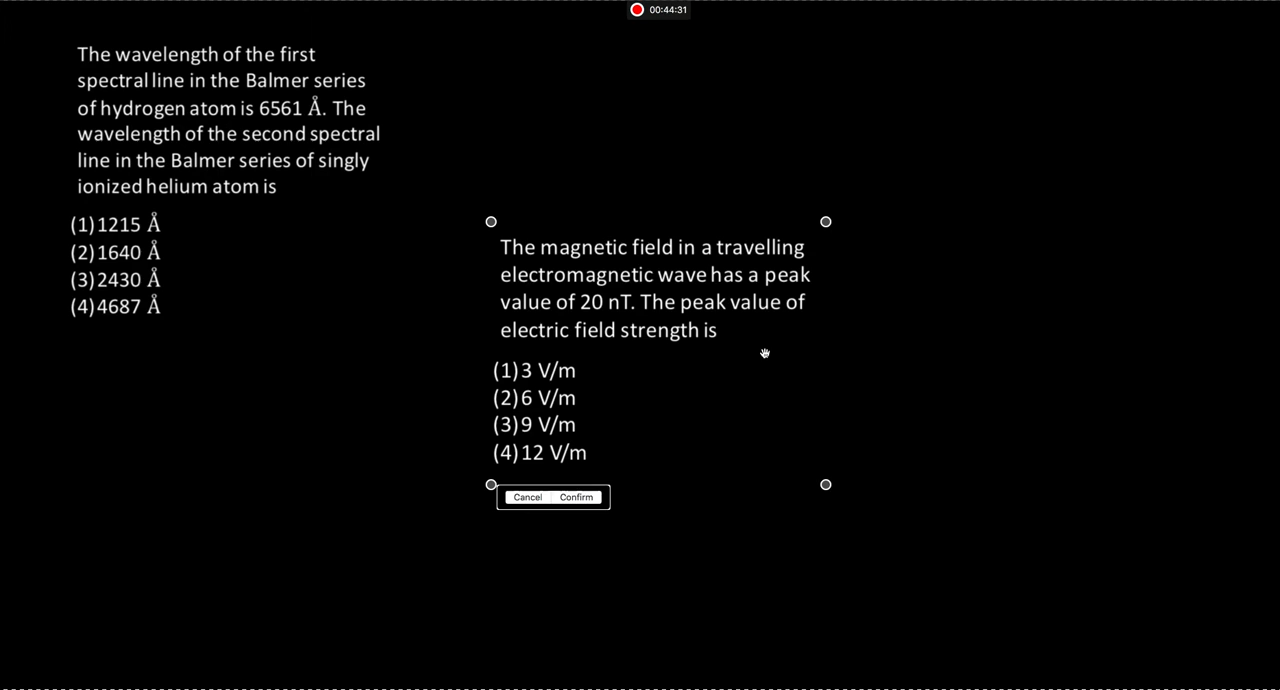 00:44:31
The wavelength of the first
spectral line in the Balmer series
of hydrogen atom is 6561 Å. The
wavelength of the second spectral
line in the Balmer series of singly
ionized helium atom is
(1) 1215 Å
(2) 1640 Å
(3) 2430 Å
(4) 4687 Å
The magnetic field in a travelling
electromagnetic wave has a peak
value of 20 nT. The peak value of
electric field strength is
(1) 3 V/m
(2) 6 V/m
(3) 9 V/m
(4) 12 V/m
Cancel Confirm